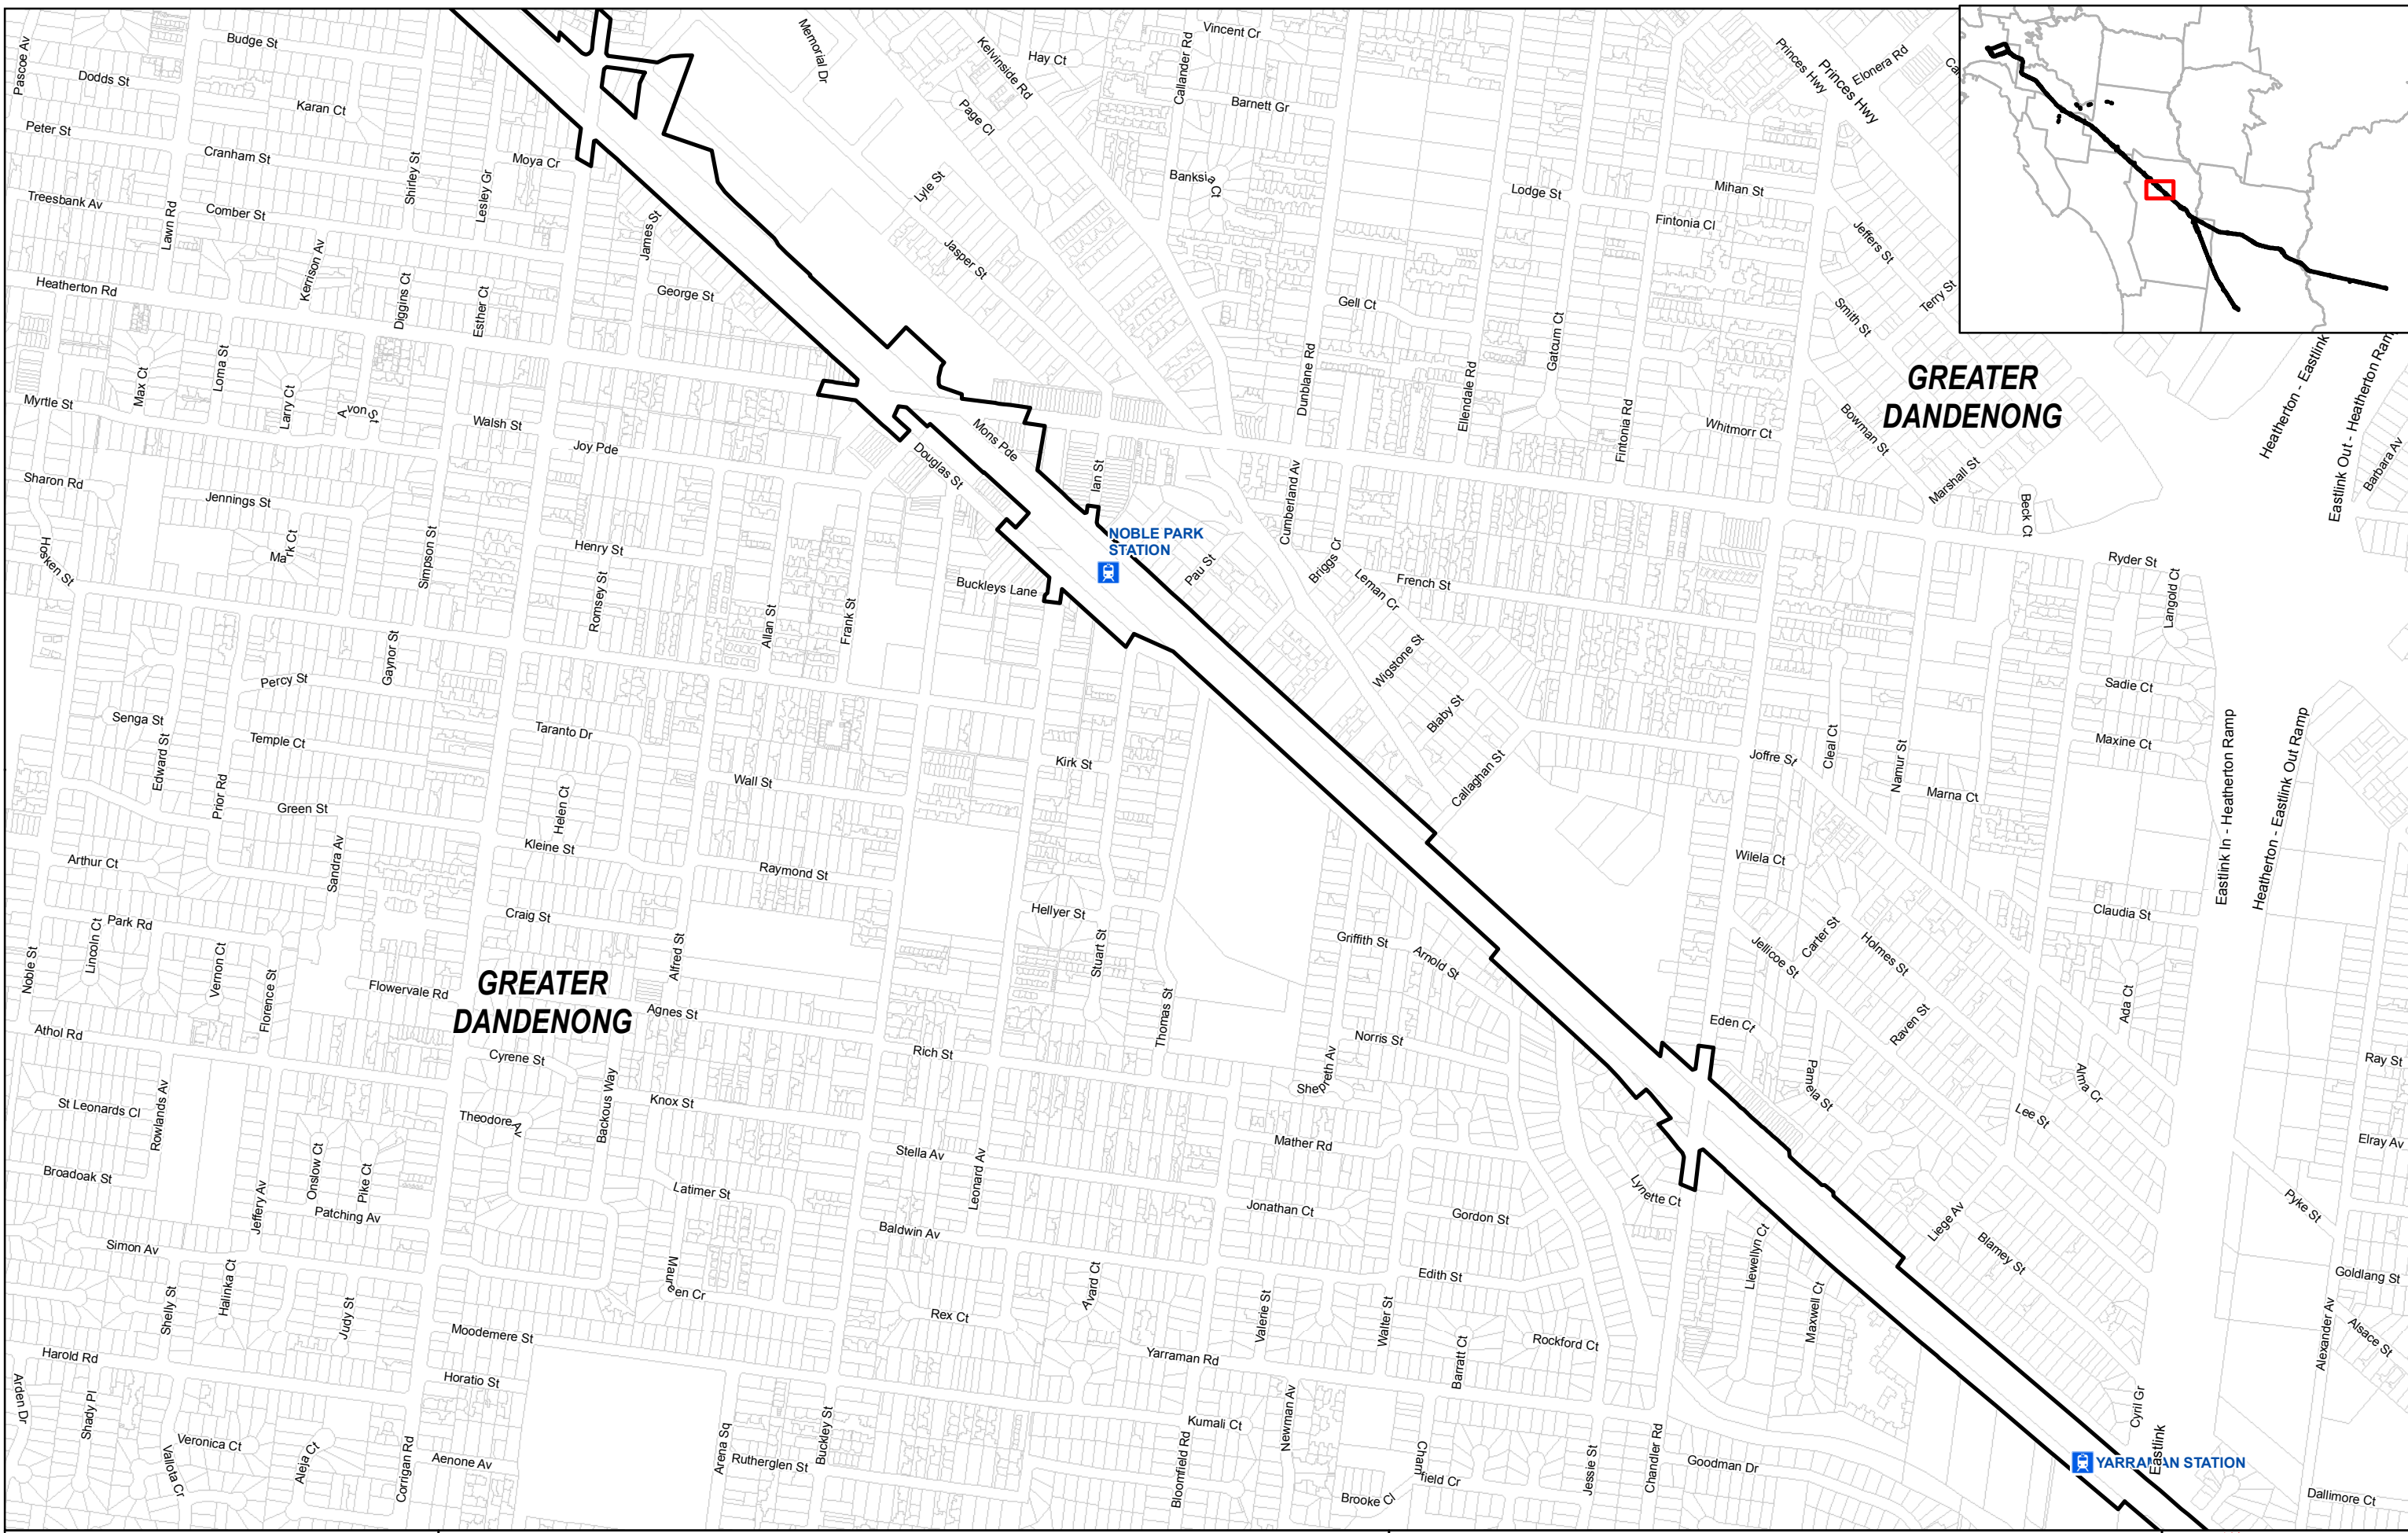 Pascoe Av
Budge St
Dodds St
Karan Ct
Peter St
Cranham St
Shirley St
Lesley Gr
Moya Cr
Treesbank Av
Lawn Rd
Comber St
Kerrison Av
Heatherton Rd
Diggins Ct
Esther Ct
James St
George St
Memorial Dr
Kelvinside Rd
Hay Ct
Page Cl
Vincent Cr
Callander Rd
Barnett Gr
Banksia Ct
Lyle St
Jasper St
Lodge St
Mihan St
Fintonia Cl
Princes Hwy
Princes Hwy
Elonera Rd
Jeffers St
Smith St
Terry St
Gell Ct
Dunblane Rd
Ellendale Rd
Gatcum Ct
Fintonia Rd
Whitmorr Ct
Bowman St
Marshall St
Beck Ct
GREATER
DANDENONG
Heatherton - Eastlink
Eastlink Out - Heatherton Ram
Barbara Av
Max Ct
Loma St
Larry Ct
Avon St
Myrtle St
Walsh St
Joy Pde
Douglas St
Mons Pde
Ian St
Sharon Rd
Jennings St
Mark Ct
Hosken St
Simpson St
Henry St
Romsey St
Allan St
Frank St
Buckleys Lane
NOBLE PARK
STATION
Pau St
Cumberland Av
Briggs Cr
Leman Cr
French St
Wigstone St
Blaby St
Callaghan St
Ryder St
Langold Ct
Sadie Ct
Maxine Ct
Joffre St
Cleal Ct
Namur St
Marna Ct
Eastlink In - Heatherton Ramp
Heatherton - Eastlink Out Ramp
Gaynor St
Percy St
Senga St
Temple Ct
Edward St
Prior Rd
Green St
Taranto Dr
Helen Ct
Wall St
Kirk St
Arthur Ct
Sandra Av
Kleine St
Raymond St
Wilela Ct
Park Rd
Craig St
Hellyer St
Claudia St
Noble St
Lincoln Ct
Vernon Ct
Florence St
Flowervale Rd
GREATER
DANDENONG
Alfred St
Agnes St
Stuart St
Thomas St
Griffith St
Arnold St
Jellicoe St
Carter St
Holmes St
Ada Ct
Athol Rd
Cyrene St
Rich St
Norris St
Shepreth Av
Eden Ct
Raven St
Pamela St
Arma Cr
Ray St
St Leonards Cl
Rowlands Av
Theodore Av
Backous Way
Knox St
Stella Av
Mather Rd
Lee St
Elray Av
Broadoak St
Onslow Ct
Pike Ct
Jeffery Av
Patching Av
Latimer St
Leonard Av
Baldwin Av
Jonathan Ct
Gordon St
Lynette Ct
Liege Av
Blamey St
Pyke St
Simon Av
Halinka Ct
Shelly St
Judy St
Maureen Cr
Avard Ct
Edith St
Llewellyn Ct
Maxwell Ct
Goldlang St
Alexander Av
Alsace St
Moodemere St
Rex Ct
Valerie St
Walter St
Barratt Ct
Rockford Ct
Yarraman Rd
Harold Rd
Horatio St
Arden Dr
Shady Pl
Vallota Cr
Veronica Ct
Aleja Ct
Corrigan Rd
Aenone Av
Arena Sq
Rutherglen St
Buckley St
Bloomfield Rd
Kumali Ct
Newman Av
Charnfield Cr
Brooke Cl
Jessie St
Chandler Rd
Goodman Dr
Cyril Gr
Eastlink
YARRAMAN STATION
Dallimore Ct